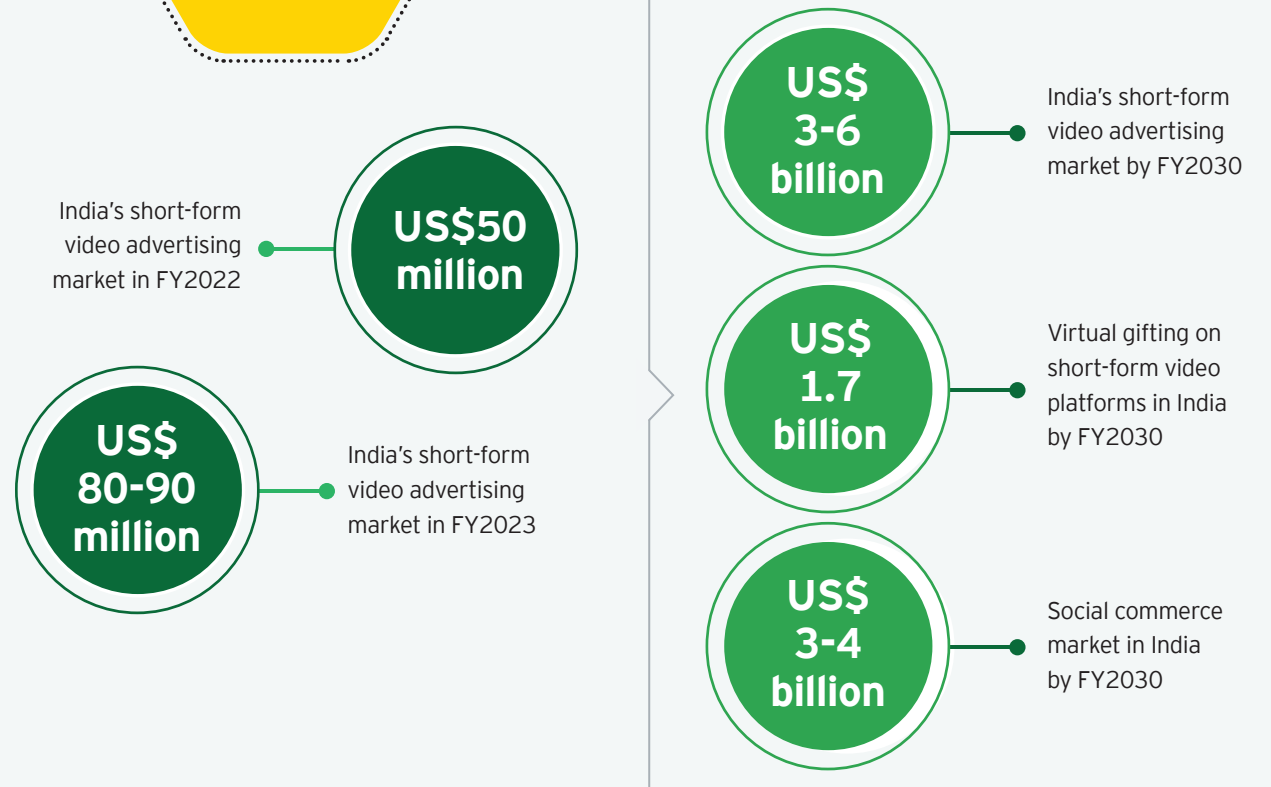 India's short-form
video advertising
market in FY2022
US$50
million
US$
80-90
million
India's short-form
video advertising
market in FY2023
US$
3-6
billion
India's short-form
video advertising
market by FY2030
US$
1.7
billion
Virtual gifting on
short-form video
platforms in India
by FY2030
US$
3-4
billion
Social commerce
market in India
by FY2030